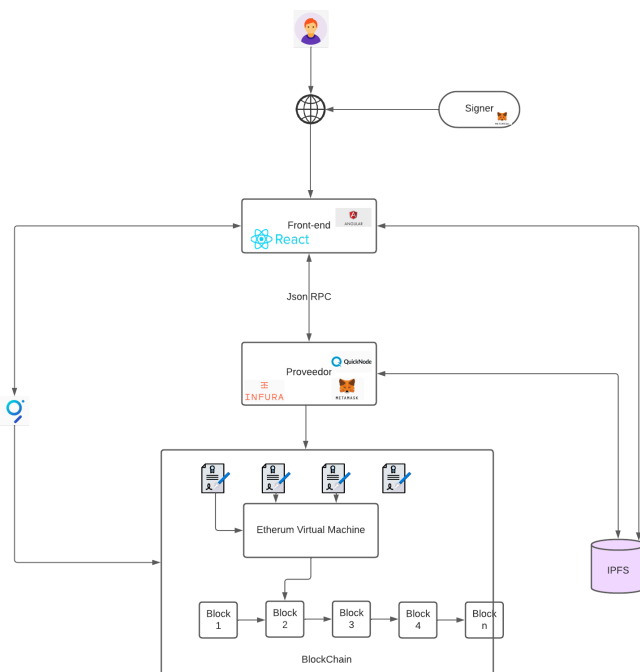 Signer
METAMASK
Front-end
ANGULAR
React
Json RPC
QuickNode
Proveedor
INFURA
METAMASK
Etherum Virtual Machine
IPFS
Block
1
Block
2
Block
3
Block
4
Block
n
BlockChain